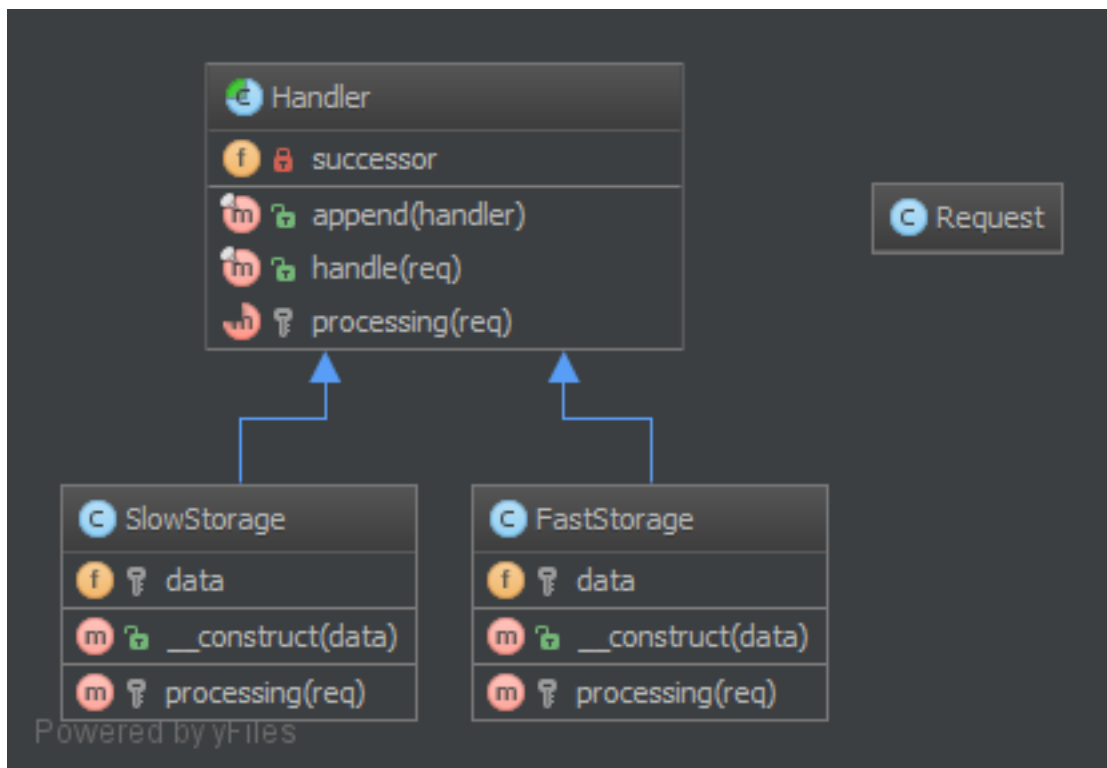 Handler
successor
append(handler)
handle(req)
processing(req)
Request
SlowStorage
data
__construct(data)
processing(req)
FastStorage
data
__construct(data)
processing(req)
Powered by yFiles